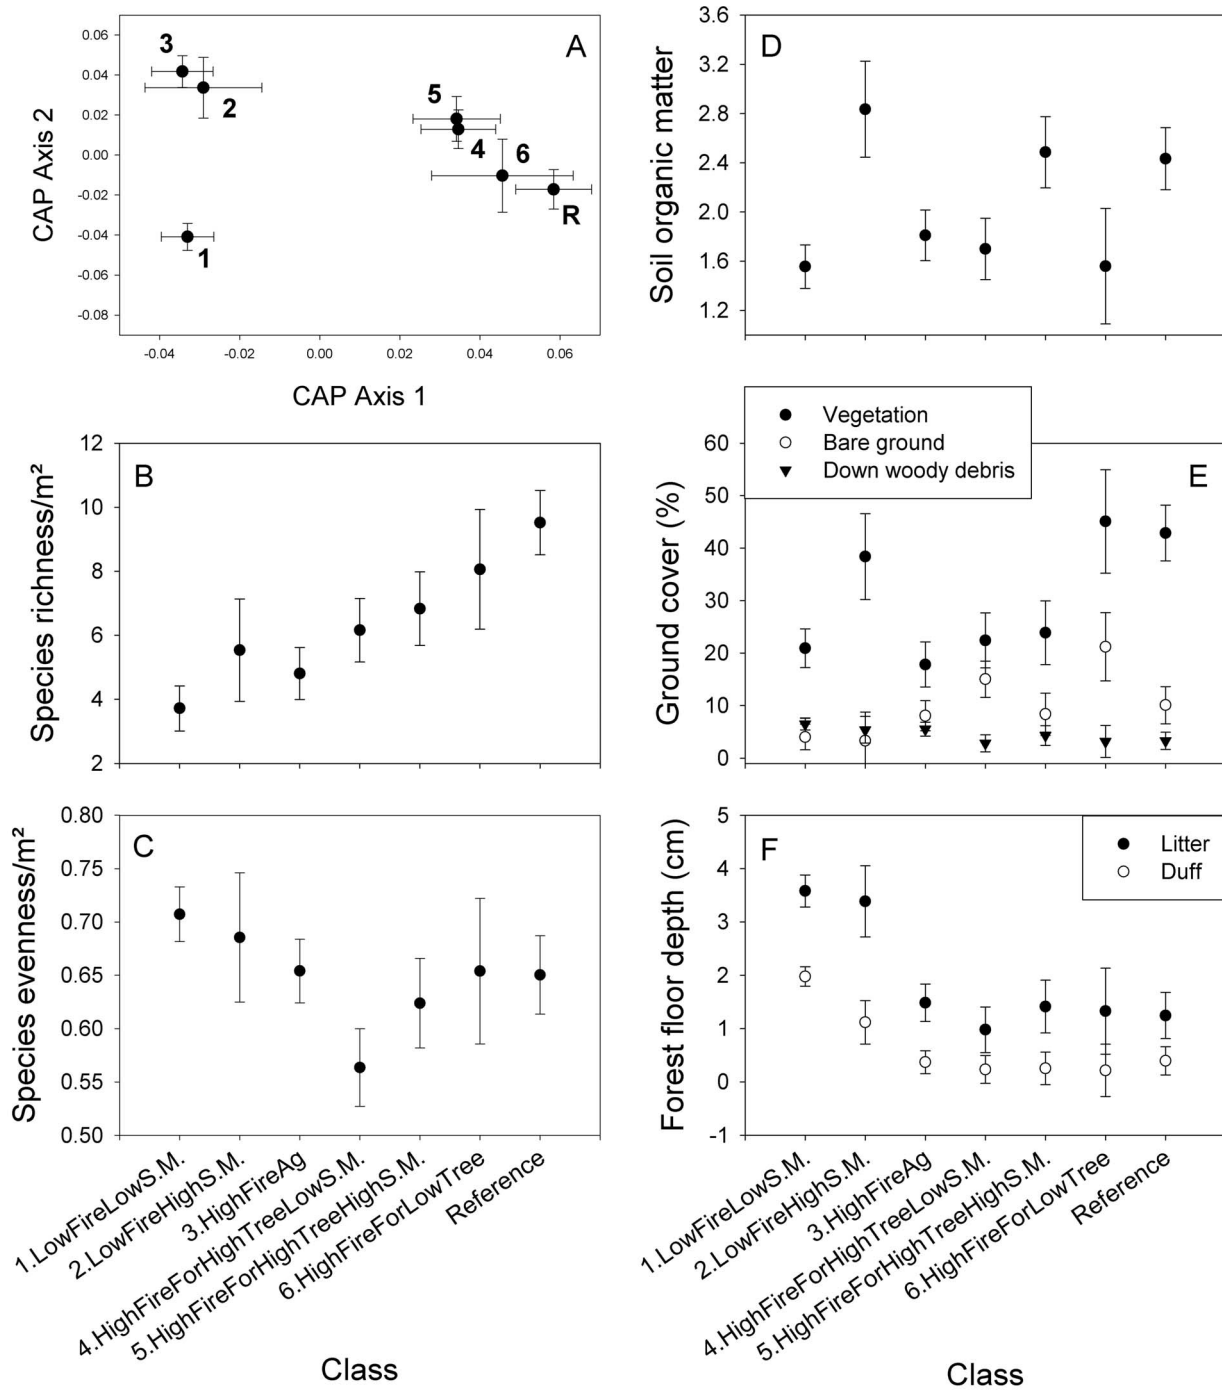 A
0.06
0.04
0.02
0.00
-0.02
-0.04
-0.06
-0.08
CAP Axis 2
3
2
5
4
6
R
1
-0.04
-0.02
0.00
0.02
0.04
0.06
CAP Axis 1
B
12
10
8
6
4
2
Species richness/m²
C
0.80
0.75
0.70
0.65
0.60
0.55
0.50
Species evenness/m²
1.LowFireLowS.M.
2.LowFireHighS.M.
3.HighFireAg
4.HighFireForHighTreeLowS.M.
5.HighFireForHighTreeHighS.M.
6.HighFireForLowTree
Reference
Class
D
3.6
3.2
2.8
2.4
2.0
1.6
1.2
Soil organic matter
Vegetation
Bare ground
Down woody debris
E
60
50
40
30
20
10
0
Ground cover (%)
F
Litter
Duff
5
4
3
2
1
0
-1
Forest floor depth (cm)
1.LowFireLowS.M.
2.LowFireHighS.M.
3.HighFireAg
4.HighFireForHighTreeLowS.M.
5.HighFireForHighTreeHighS.M.
6.HighFireForLowTree
Reference
Class